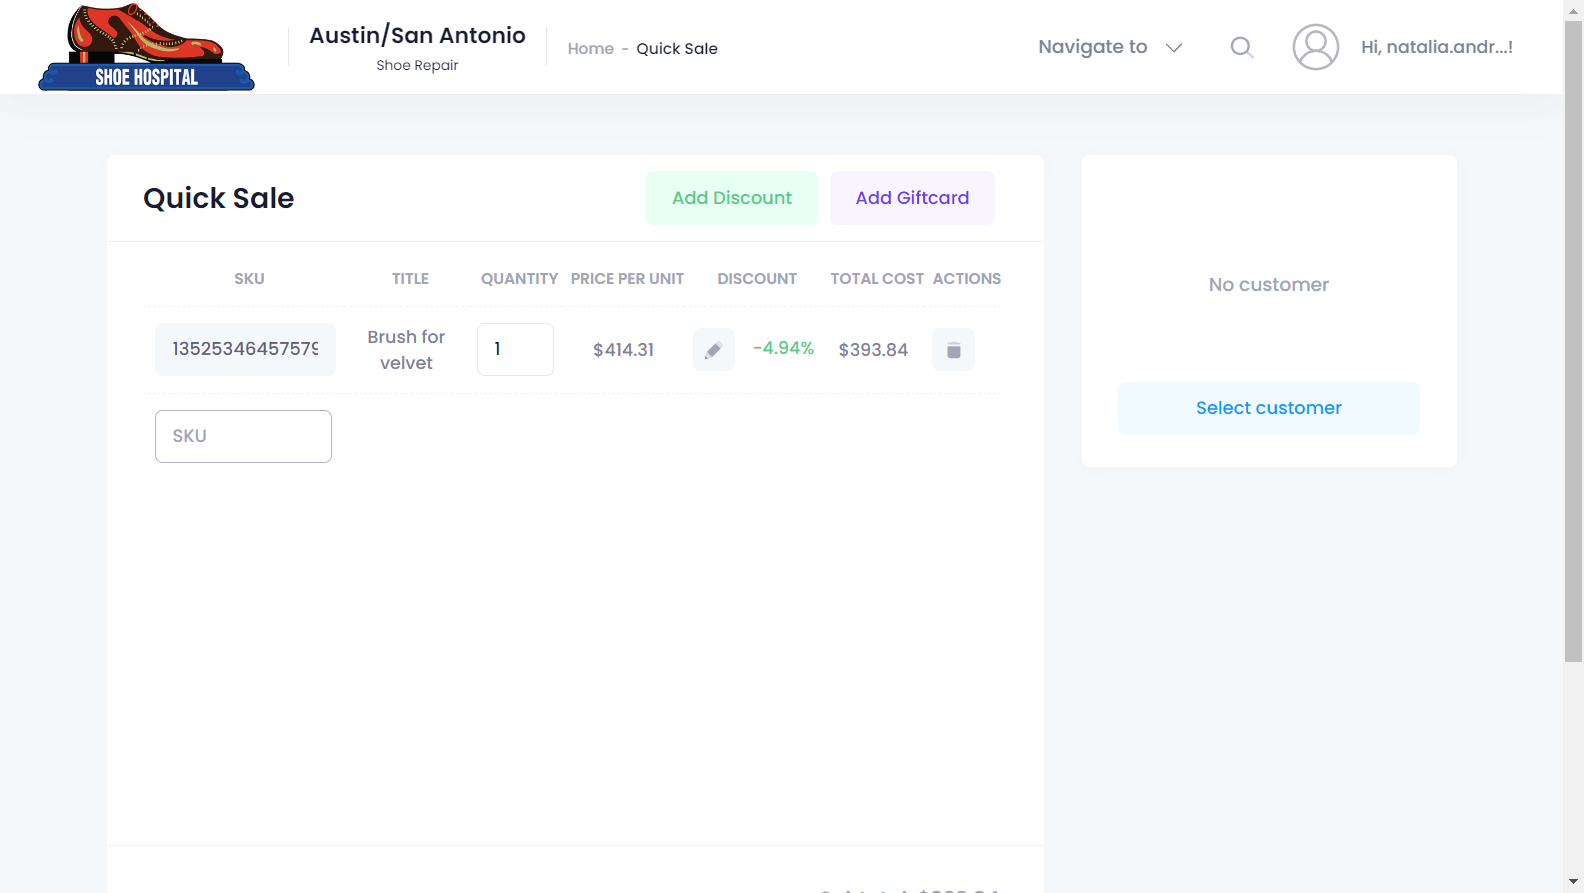 SHOE HOSPITAL
Austin/San Antonio
Shoe Repair
Home - Quick Sale
Navigate to
Hi, natalia.andr...!
Quick Sale
Add Discount
Add Giftcard
SKU TITLE QUANTITY PRICE PER UNIT DISCOUNT TOTAL COST ACTIONS
13525346457579
Brush for
velvet
1
$414.31
-4.94%
$393.84
SKU
No customer
Select customer